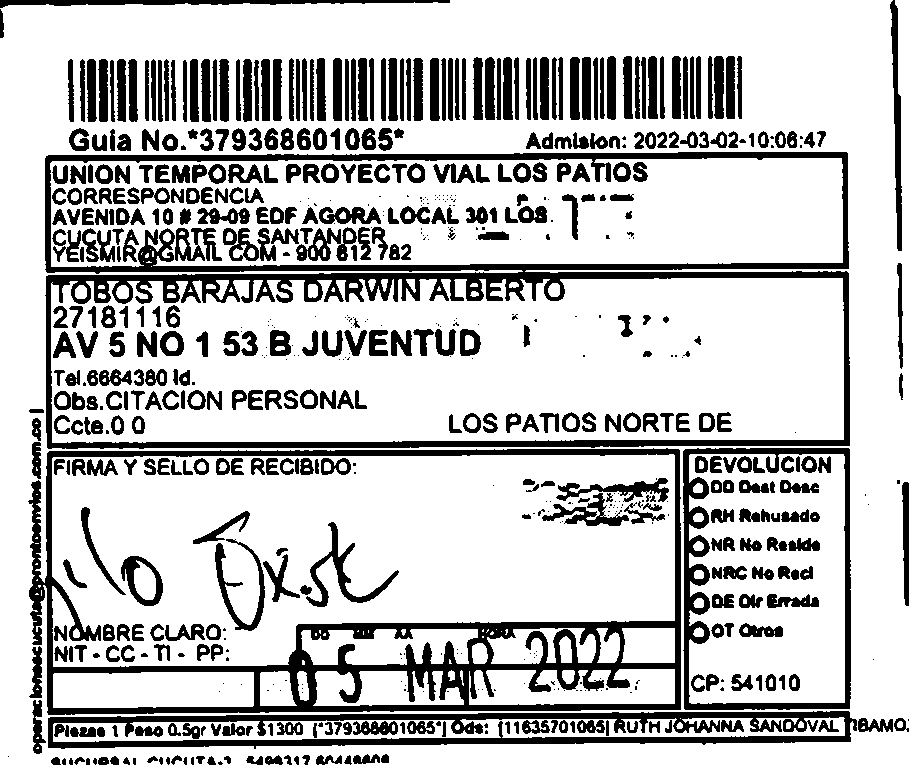 Guia No.*379368601065*
Admision: 2022-03-02-10:06:47
UNION TEMPORAL PROYECTO VIAL LOS PATIOS
CORRESPONDENCIA
AVENIDA 10 # 29-09 EDF AGORA LOCAL 301 LOS
CUCUTA NORTE DE SANTANDER
YEISMIR@GMAIL COM - 900 812 782
TOBOS BARAJAS DARWIN ALBERTO
27181116
AV 5 NO 1 53 B JUVENTUD
Tel.6664380 Id.
Obs.CITACION PERSONAL
Ccte.0 0
LOS PATIOS NORTE DE
operacionescucuta@prontoenvios.com.co
FIRMA Y SELLO DE RECIBIDO:
No Exist
NOMBRE CLARO:
NIT - CC - TI - PP:
DD MM AA HORA
05 MAR 2022
DEVOLUCION
DD Dest Desc
RH Rehusado
NR No Reside
NRC No Recl
DE Dir Errada
OT Otros
CP: 541010
Piezas 1 Peso 0.5gr Valor $1300 [*379368601065*] Ods: [11635701065] RUTH JOHANNA SANDOVAL TIBAMO
SUCURSAL CUCUTA-2